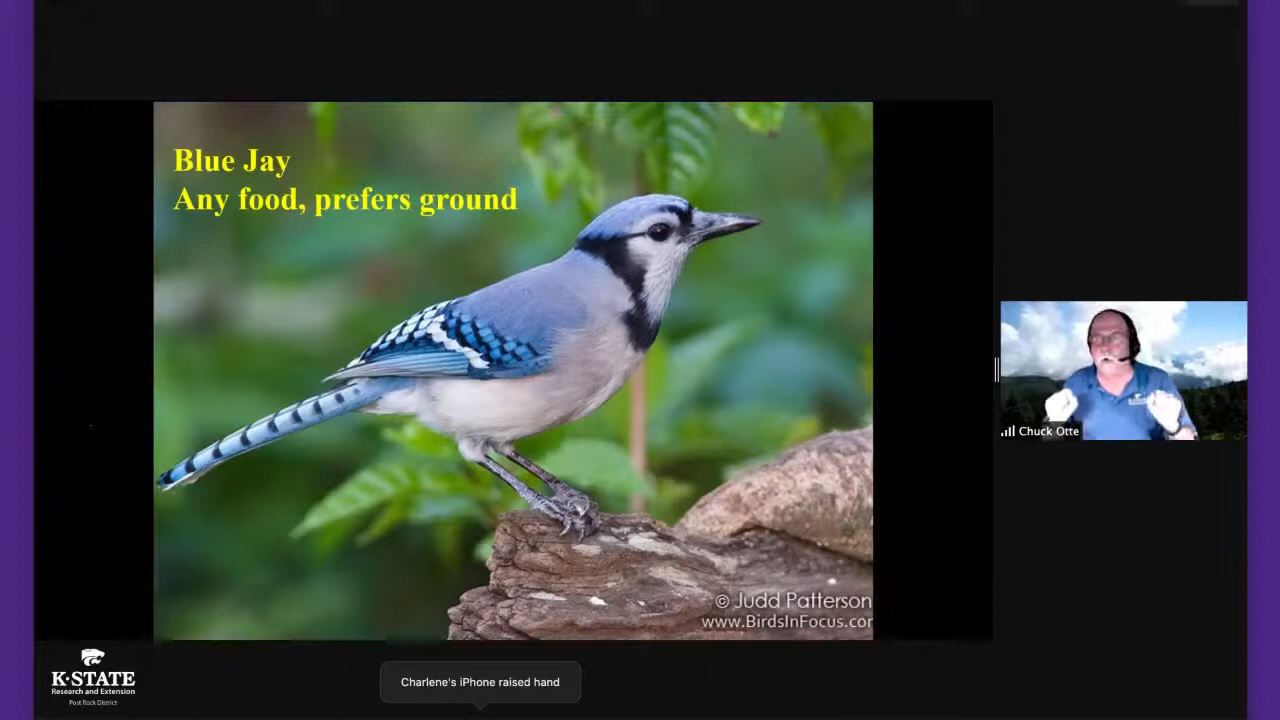 Blue Jay
Any food, prefers ground
© Judd Patterson
www.BirdsInFocus.cor
Chuck Otte
K-STATE
Research and Extension
Post Rock District
Charlene's iPhone raised hand